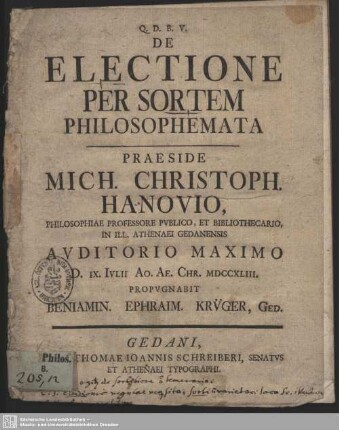 Q. D. B. V.
DE
ELECTIONE
PER SORTEM
PHILOSOPHEMATA
PRAESIDE
MICH. CHRISTOPH.
HANOVIO,
PHILOSOPHIAE PROFESSORE PVBLICO, ET BIBLIOTHECARIO,
IN ILL. ATHENAEI GEDANENSIS
AVDITORIO MAXIMO
D. IX. IVLII AO. AE. CHR. MDCCXLIII.
PROPVGNABIT
BENIAMIN. EPHRAIM. KRÜGER, GED.
GEDANI,
THOMAE IOANNIS SCHREIBERI, SENATVS
ET ATHENAEI TYPOGRAPHI.
Philos.
B.
205,12